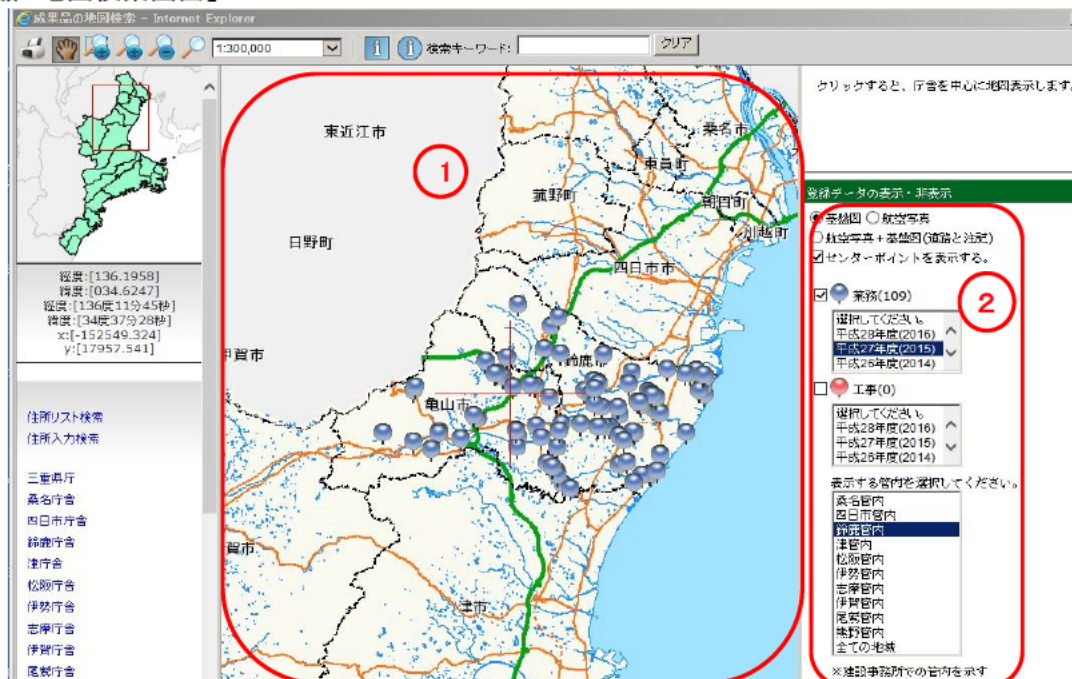 成果品の地図検索 - Internet Explorer
1:300,000
検索キーワード:
クリア
経度:[136.1958]
緯度:[034.6247]
経度:[136度11分45秒]
緯度:[34度37分28秒]
x:[-152549.324]
y:[17957.541]
住所リスト検索
住所入力検索
三重県庁
桑名庁舎
四日市庁舎
鈴鹿庁舎
津庁舎
松阪庁舎
伊勢庁舎
志摩庁舎
伊賀庁舎
尾鷲庁舎
①
東近江市
桑名市
東員町
菰野町
朝日町
川越町
日野町
四日市市
甲賀市
鈴鹿市
亀山市
賀市
津市
クリックすると、庁舎を中心に地図表示します。
登録データの表示・非表示
基盤図 航空写真
航空写真+基盤図(道路と注記)
センターポイントを表示する。
②
業務(109)
選択してください。
平成28年度(2016)
平成27年度(2015)
平成26年度(2014)
工事(0)
選択してください。
平成28年度(2016)
平成27年度(2015)
平成26年度(2014)
表示する管内を選択してください。
桑名管内
四日市管内
鈴鹿管内
津管内
松阪管内
伊勢管内
志摩管内
伊賀管内
尾鷲管内
熊野管内
全ての地域
※建設事務所での管内を示す